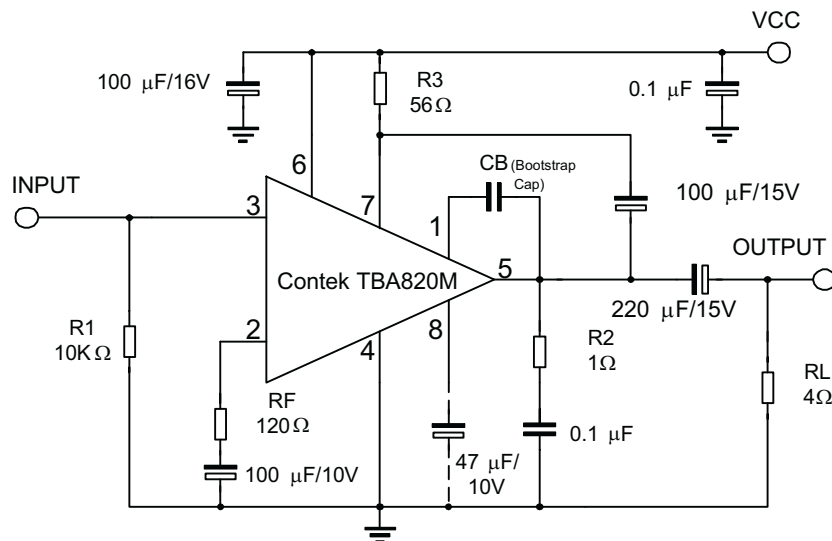 VCC
100 μF/16V
R3
56Ω
0.1 μF
6
CB (Bootstrap
Cap)
INPUT
3
7
1
100 μF/15V
OUTPUT
Contek TBA820M
5
220 μF/15V
R1
10KΩ
2
4
8
R2
1Ω
RF
120Ω
RL
4Ω
100 μF/10V
47 μF/
10V
0.1 μF